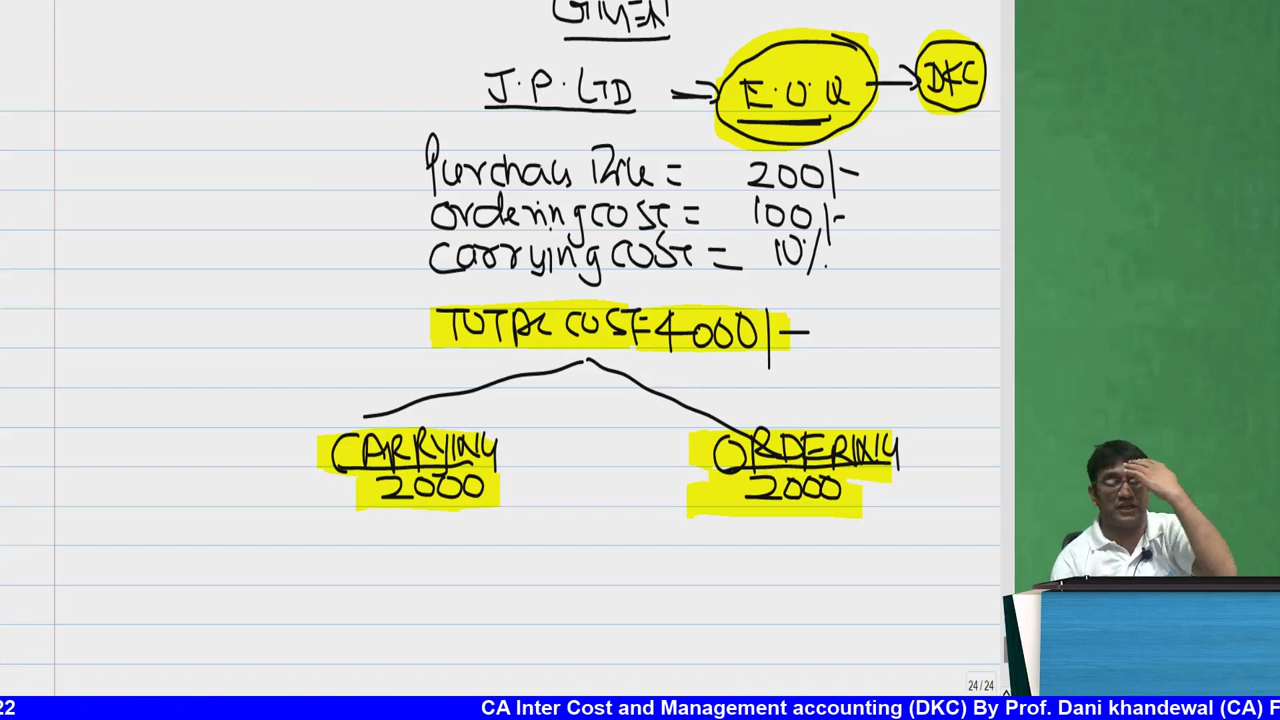 GIVEN
J.P. LTD → E.O.Q → DKC
Purchase Price = 200/-
Ordering cost = 100/-
Carrying cost = 10%
TOTAL COST = 4000/-
CARRYING ORDERING
2000 2000
24 / 24
22 CA Inter Cost and Management accounting (DKC) By Prof. Dani khandewal (CA) F